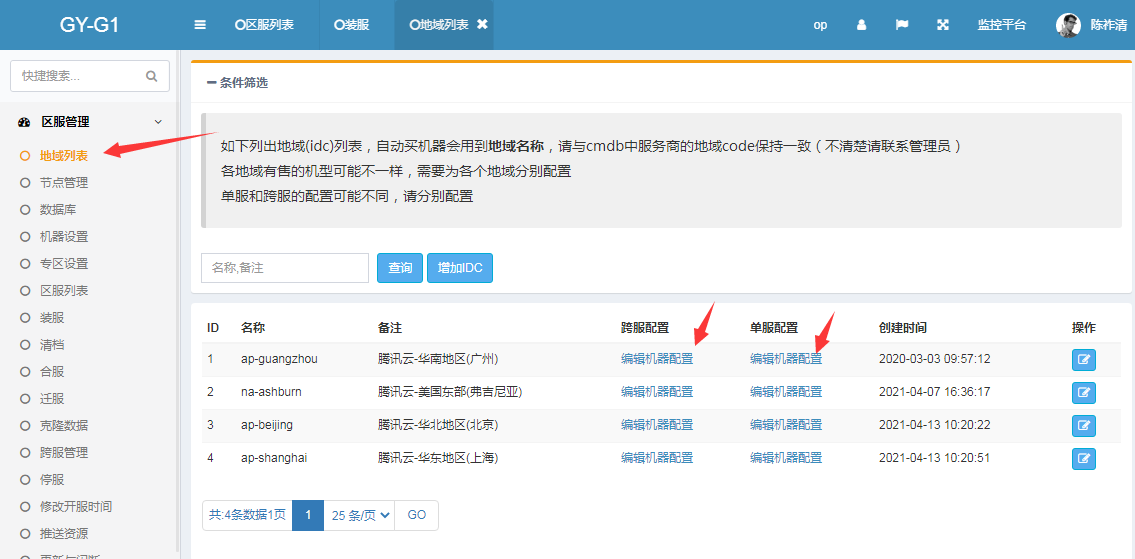 GY-G1
区服列表
装服
地域列表
op
监控平台
陈祚清
快捷搜索...
区服管理
地域列表
节点管理
数据库
机器设置
专区设置
区服列表
装服
清档
合服
迁服
克隆数据
跨服管理
停服
修改开服时间
推送资源
条件筛选
如下列出地域(idc)列表，自动买机器会用到地域名称，请与cmdb中服务商的地域code保持一致（不清楚请联系管理员）
各地域有售的机型可能不一样，需要为各个地域分别配置
单服和跨服的配置可能不同，请分别配置
名称,备注 查询 增加IDC
ID 名称 备注 跨服配置 单服配置 创建时间 操作
1 ap-guangzhou 腾讯云-华南地区(广州) 编辑机器配置 编辑机器配置 2020-03-03 09:57:12
2 na-ashburn 腾讯云-美国东部(弗吉尼亚) 编辑机器配置 编辑机器配置 2021-04-07 16:36:17
3 ap-beijing 腾讯云-华北地区(北京) 编辑机器配置 编辑机器配置 2021-04-13 10:20:22
4 ap-shanghai 腾讯云-华东地区(上海) 编辑机器配置 编辑机器配置 2021-04-13 10:20:51
共:4条数据1页 1 25 条/页 GO